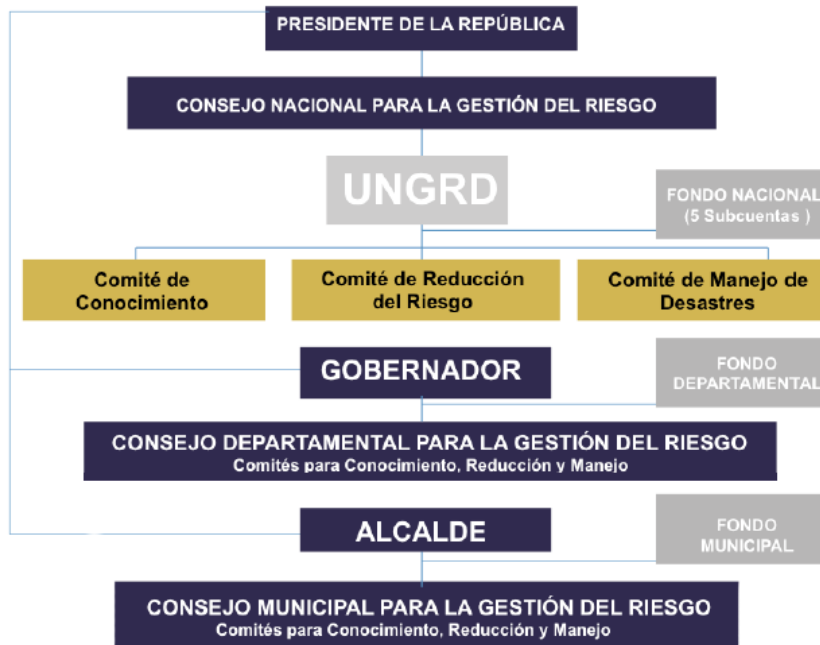 PRESIDENTE DE LA REPÚBLICA
CONSEJO NACIONAL PARA LA GESTIÓN DEL RIESGO
UNGRD
FONDO NACIONAL
(5 Subcuentas )
Comité de
Conocimiento
Comité de Reducción
del Riesgo
Comité de Manejo de
Desastres
GOBERNADOR
FONDO
DEPARTAMENTAL
CONSEJO DEPARTAMENTAL PARA LA GESTIÓN DEL RIESGO
Comités para Conocimiento, Reducción y Manejo
ALCALDE
FONDO
MUNICIPAL
CONSEJO MUNICIPAL PARA LA GESTIÓN DEL RIESGO
Comités para Conocimiento, Reducción y Manejo